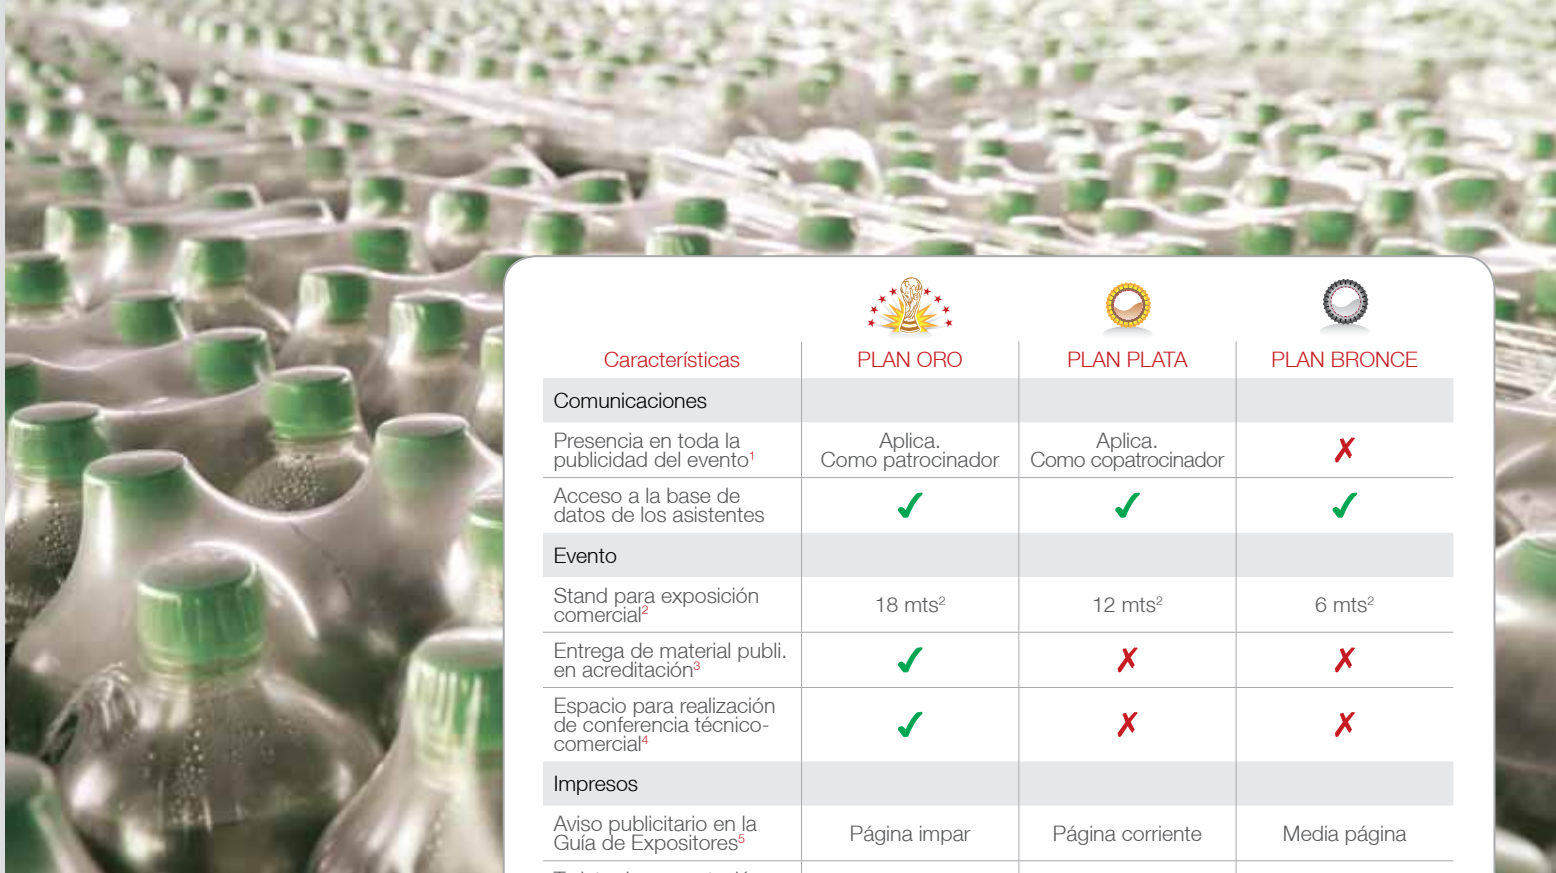 Características PLAN ORO PLAN PLATA PLAN BRONCE
Comunicaciones
Presencia en toda la
publicidad del evento¹
Aplica.
Como patrocinador
Aplica.
Como copatrocinador
✗
Acceso a la base de
datos de los asistentes
✓ ✓ ✓
Evento
Stand para exposición
comercial²
18 mts² 12 mts² 6 mts²
Entrega de material publi.
en acreditación³
✓ ✗ ✗
Espacio para realización
de conferencia técnico-
comercial⁴
✓ ✗ ✗
Impresos
Aviso publicitario en la
Guía de Expositores⁵
Página impar Página corriente Media página